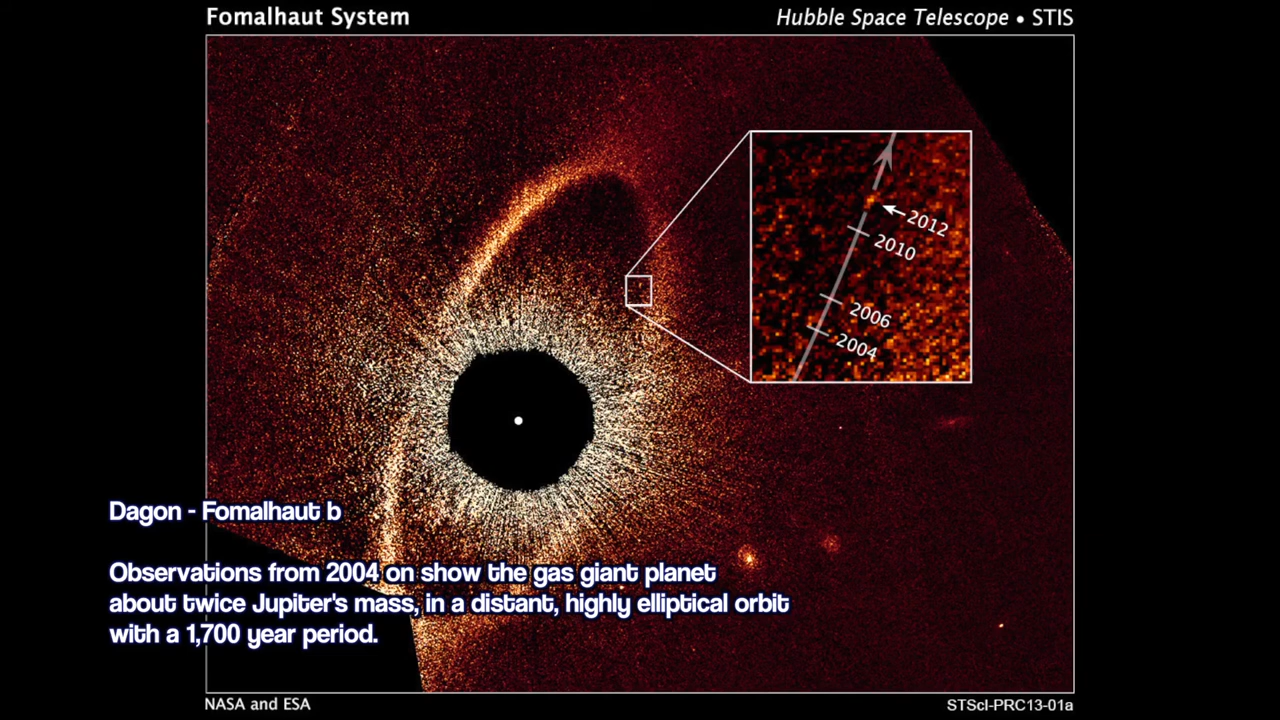 Fomalhaut System
Hubble Space Telescope • STIS
2012
2010
2006
2004
Dagon - Fomalhaut b
Observations from 2004 on show the gas giant planet
about twice Jupiter's mass, in a distant, highly elliptical orbit
with a 1,700 year period.
NASA and ESA
STScI-PRC13-01a